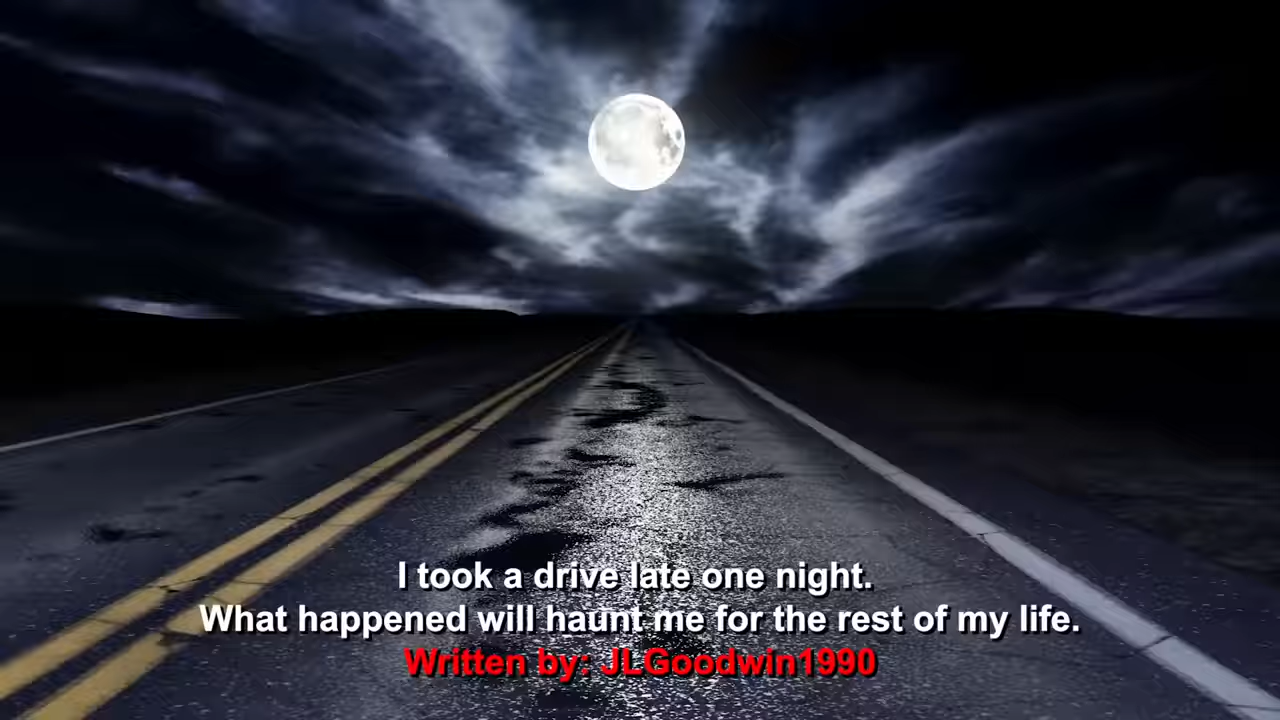 I took a drive late one night.
What happened will haunt me for the rest of my life.
Written by: JLGoodwin1990